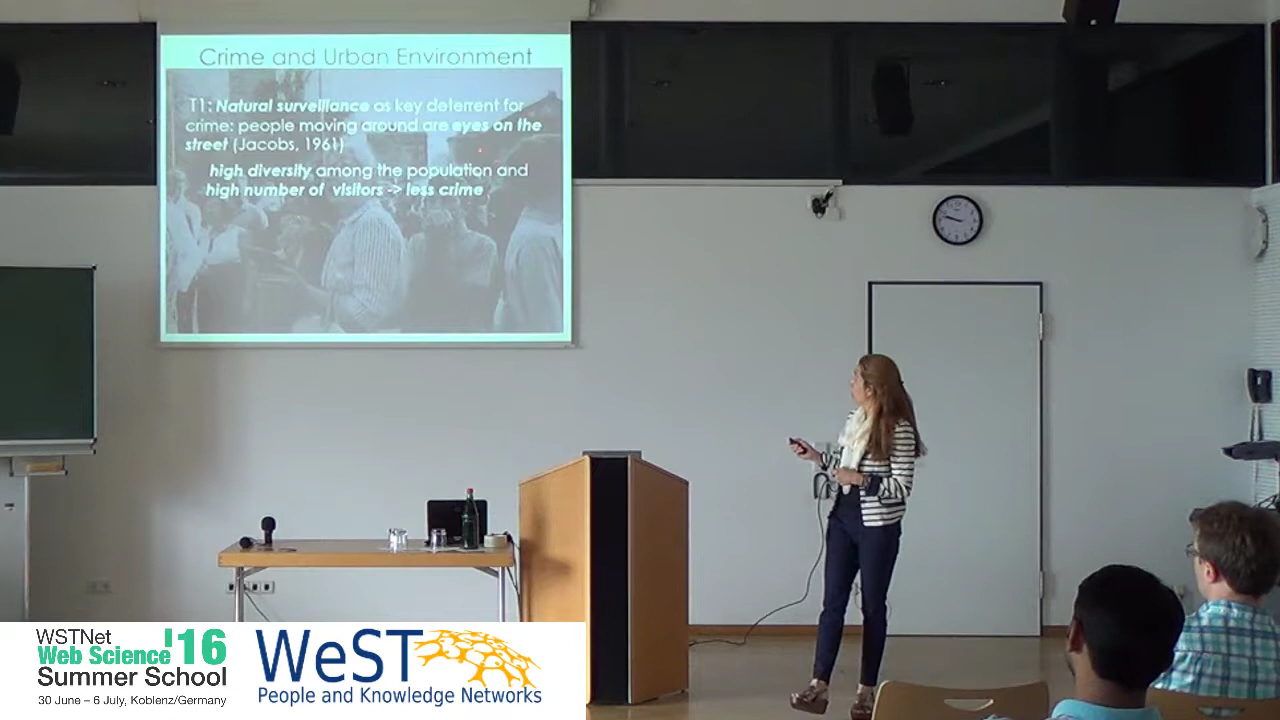 Crime and Urban Environment
T1: Natural surveillance as key deterrent for
crime: people moving around are eyes on the
street (Jacobs, 1961)
high diversity among the population and
high number of visitors -> less crime
WSTNet
Web Science '16
Summer School
30 June – 6 July, Koblenz/Germany
WeST
People and Knowledge Networks